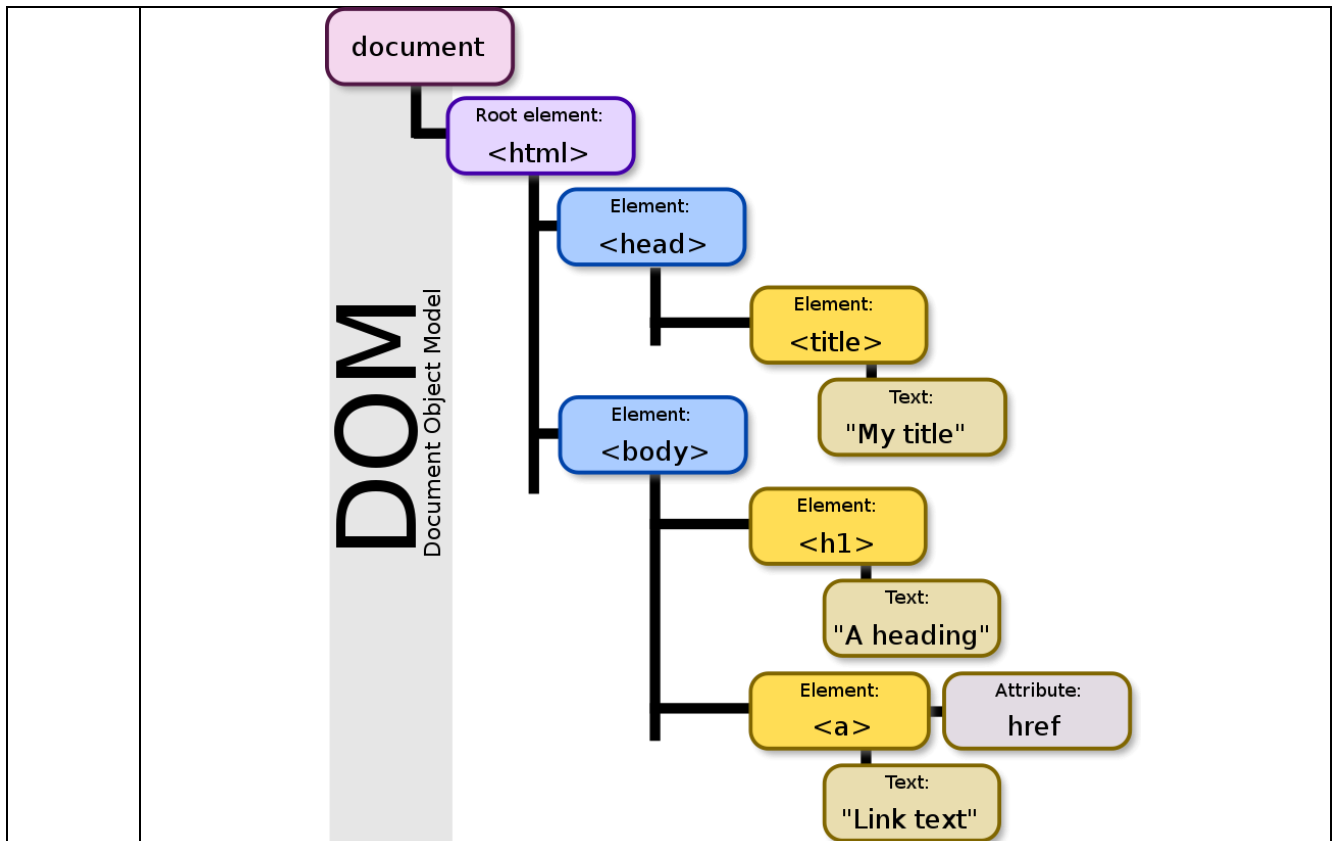 document
Root element:
<html>
Element:
<head>
Element:
<title>
Text:
"My title"
Element:
<body>
Element:
<h1>
Text:
"A heading"
Element:
<a>
Attribute:
href
Text:
"Link text"
DOM
Document Object Model